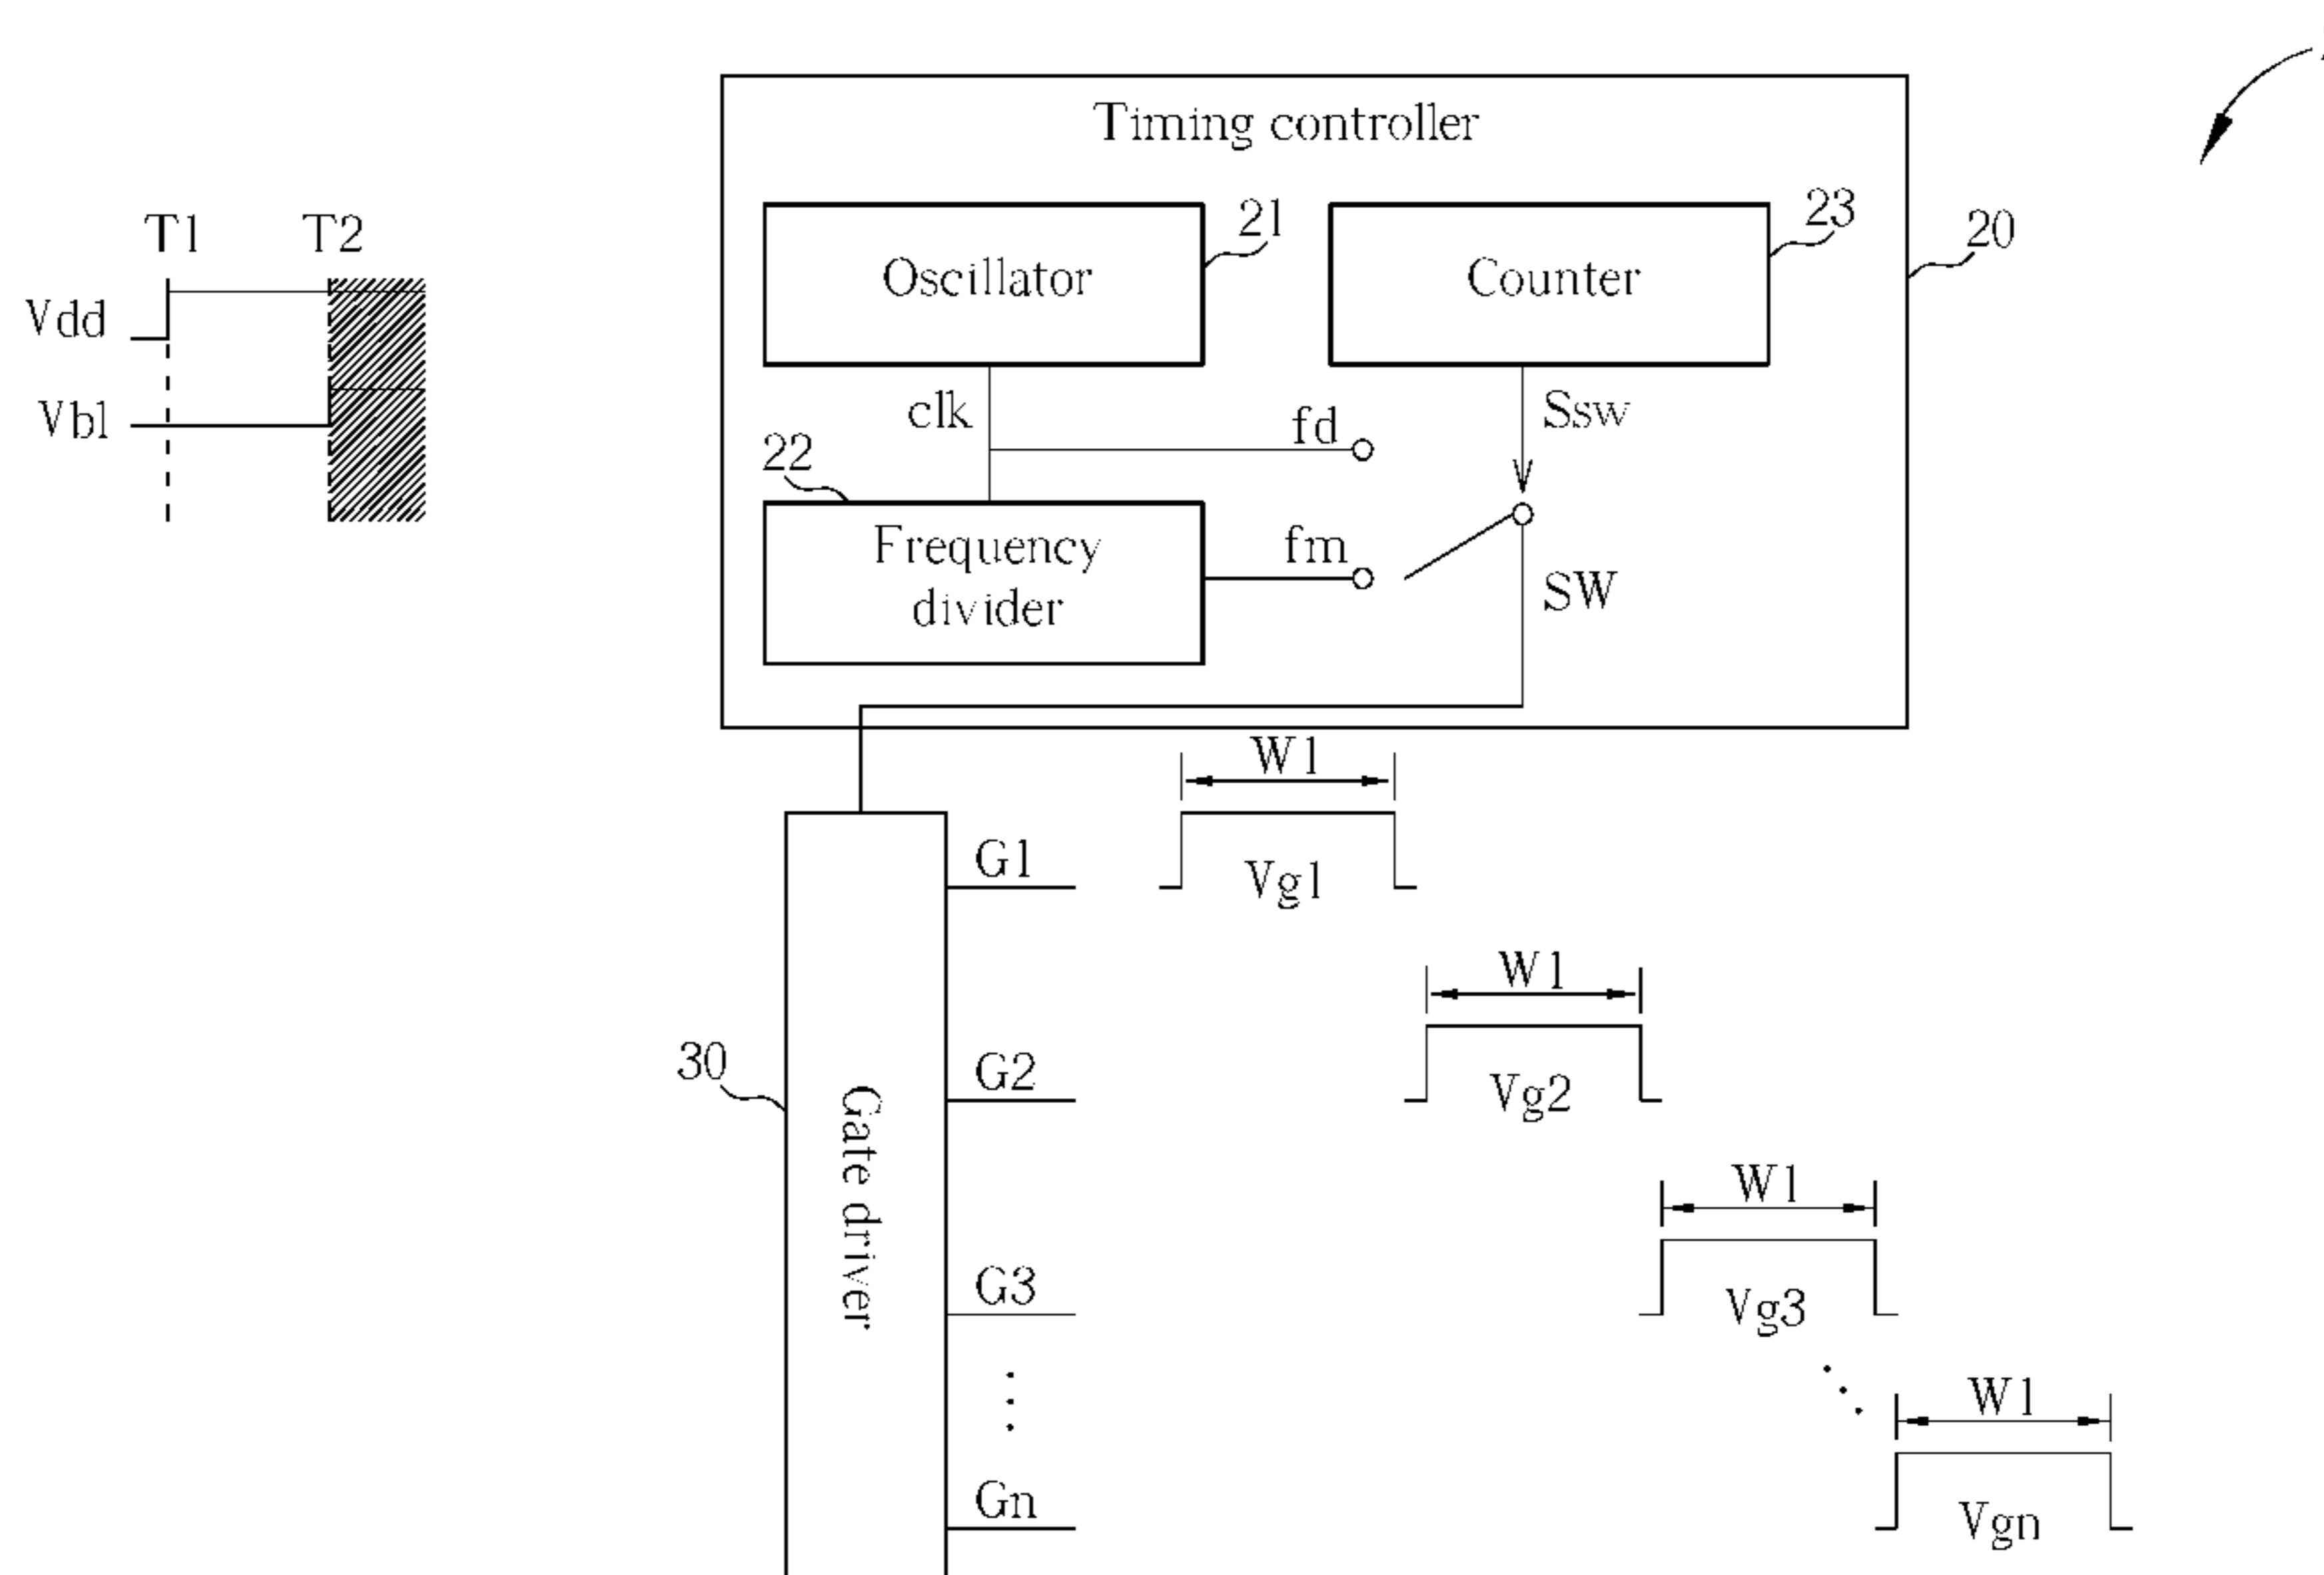 Timing controller
T1
T2
Vdd
Vbl
Oscillator
21
Counter
23
20
clk
fd
Ssw
22
Frequency
divider
fm
SW
W1
G1
Vg1
W1
30
G2
Vg2
Gate driver
W1
G3
Vg3
W1
Gn
Vgn